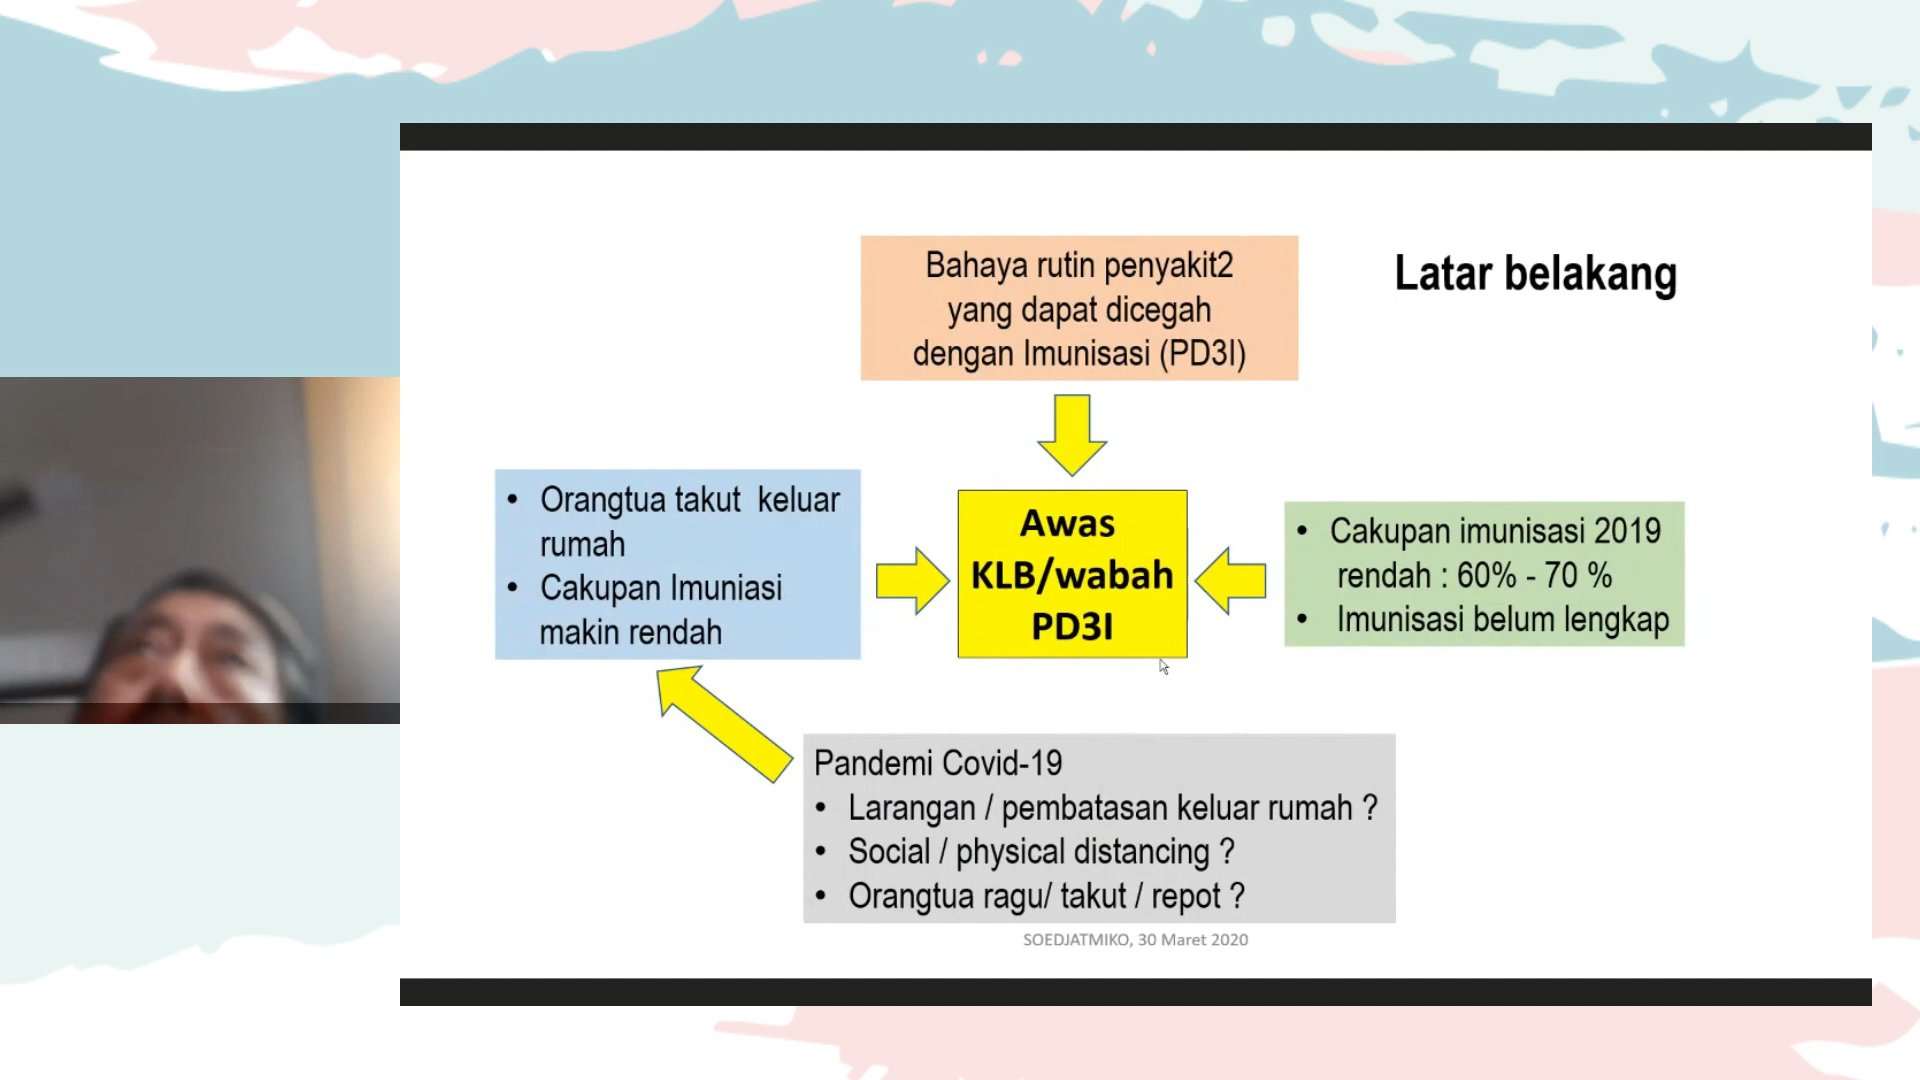 Latar belakang
Bahaya rutin penyakit2
yang dapat dicegah
dengan Imunisasi (PD3I)
• Orangtua takut keluar
rumah
• Cakupan Imuniasi
makin rendah
Awas
KLB/wabah
PD3I
• Cakupan imunisasi 2019
rendah : 60% - 70 %
• Imunisasi belum lengkap
Pandemi Covid-19
• Larangan / pembatasan keluar rumah ?
• Social / physical distancing ?
• Orangtua ragu/ takut / repot ?
SOEDJATMIKO, 30 Maret 2020